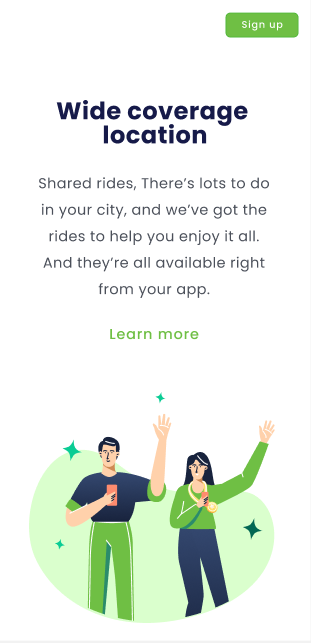 Sign up
Wide coverage
location
Shared rides, There's lots to do
in your city, and we've got the
rides to help you enjoy it all.
And they're all available right
from your app.
Learn more